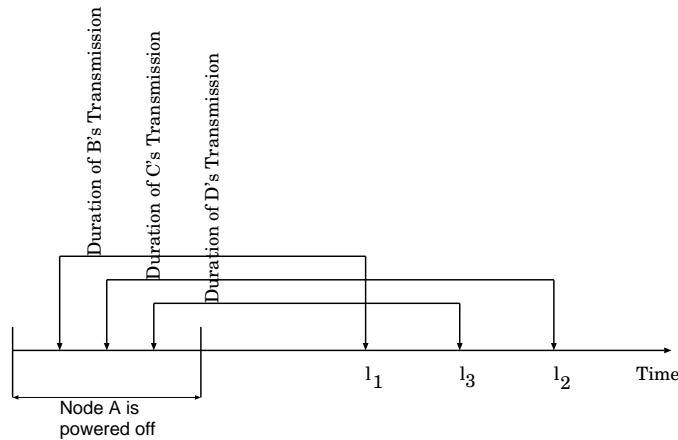 Duration of B's Transmission
Duration of C's Transmission
Duration of D's Transmission
l1
l3
l2
Time
Node A is
powered off